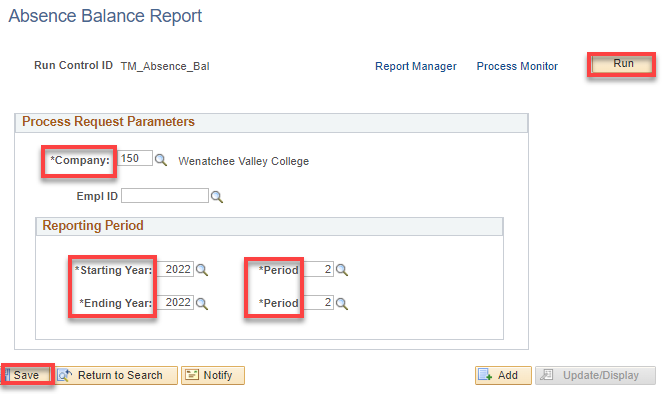 Absence Balance Report
Run Control ID TM_Absence_Bal Report Manager Process Monitor Run
Process Request Parameters
*Company: 150 Wenatchee Valley College
Empl ID
Reporting Period
*Starting Year: 2022 *Period 2
*Ending Year: 2022 *Period 2
Save Return to Search Notify Add Update/Display